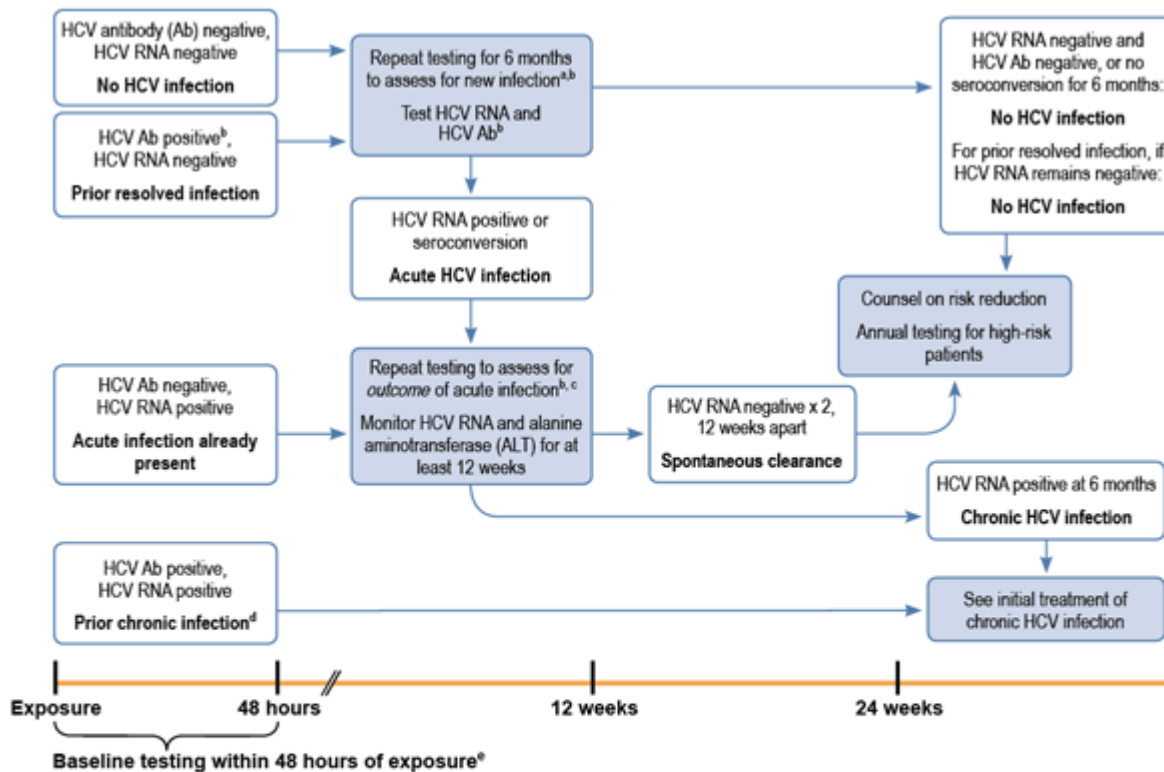 HCV antibody (Ab) negative,
HCV RNA negative
No HCV infection
HCV Ab positiveᵇ,
HCV RNA negative
Prior resolved infection
Repeat testing for 6 months
to assess for new infectionᵃ,ᵇ
Test HCV RNA and
HCV Abᵇ
HCV RNA negative and
HCV Ab negative, or no
seroconversion for 6 months:
No HCV infection
For prior resolved infection, if
HCV RNA remains negative:
No HCV infection
HCV RNA positive or
seroconversion
Acute HCV infection
Counsel on risk reduction
Annual testing for high-risk
patients
HCV Ab negative,
HCV RNA positive
Acute infection already
present
Repeat testing to assess for
outcome of acute infectionᵇ, ᶜ
Monitor HCV RNA and alanine
aminotransferase (ALT) for at
least 12 weeks
HCV RNA negative x 2,
12 weeks apart
Spontaneous clearance
HCV RNA positive at 6 months
Chronic HCV infection
HCV Ab positive,
HCV RNA positive
Prior chronic infectionᵈ
See initial treatment of
chronic HCV infection
Exposure
48 hours
12 weeks
24 weeks
Baseline testing within 48 hours of exposureᵉ